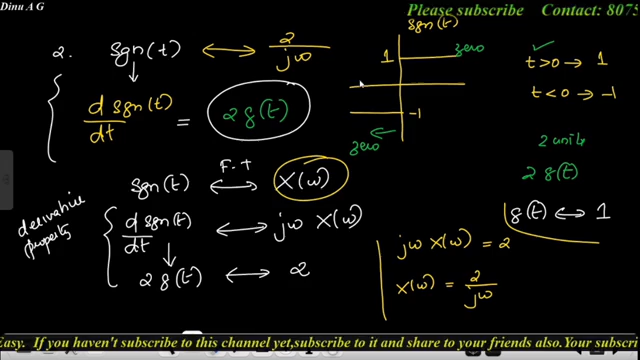 Dinu A G
Please subscribe Contact: 8075
2. sgn(t) ↔ 2/jω
sgn(t)
1
zero
-1
zero
t>0 → 1
t<0 → -1
d sgn(t)/dt = 2δ(t)
2 units
2δ(t)
δ(t) ↔ 1
derivative property
sgn(t) F.T ↔ X(ω)
d sgn(t)/dt ↔ jω X(ω)
2δ(t) ↔ 2
jω X(ω) = 2
X(ω) = 2/jω
Easy. If you haven't subscribe to this channel yet,subscribe to it and share to your friends also.Your subscri